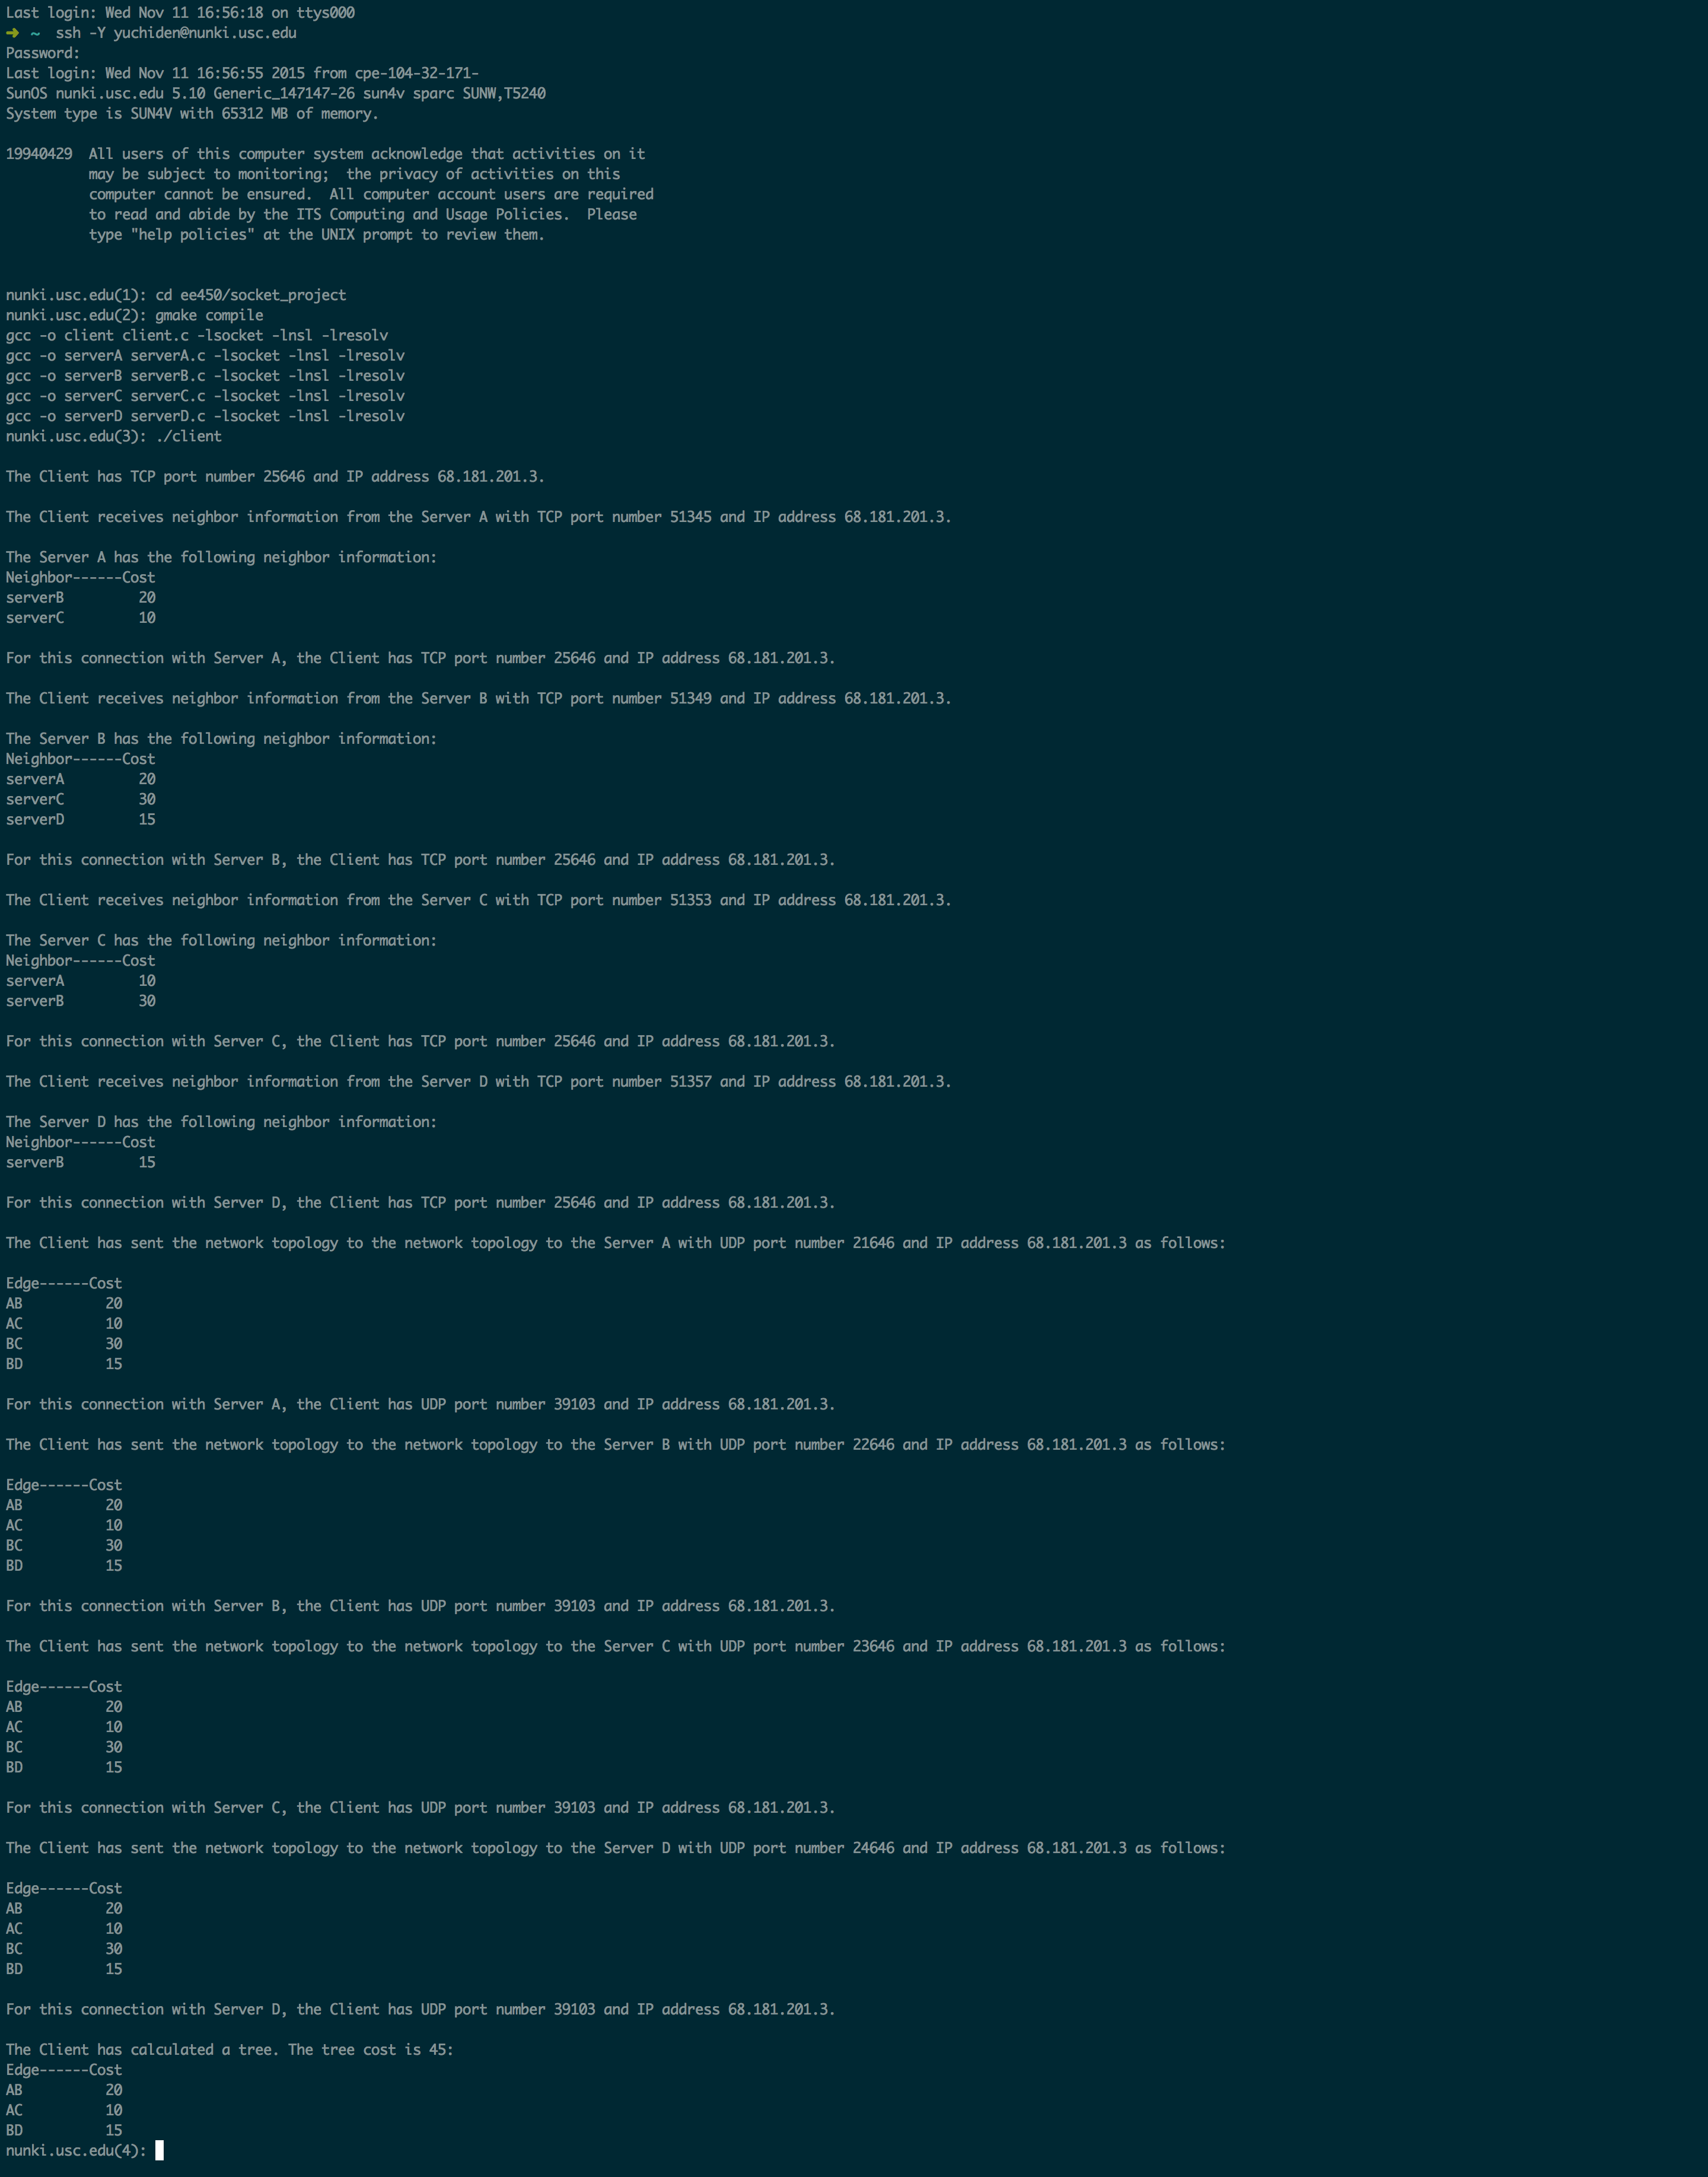 Last login: Wed Nov 11 16:56:18 on ttys000
➜  ~  ssh -Y yuchiden@nunki.usc.edu
Password:
Last login: Wed Nov 11 16:56:55 2015 from cpe-104-32-171-
SunOS nunki.usc.edu 5.10 Generic_147147-26 sun4v sparc SUNW,T5240
System type is SUN4V with 65312 MB of memory.
19940429  All users of this computer system acknowledge that activities on it
          may be subject to monitoring;  the privacy of activities on this
          computer cannot be ensured.  All computer account users are required
          to read and abide by the ITS Computing and Usage Policies.  Please
          type "help policies" at the UNIX prompt to review them.
nunki.usc.edu(1): cd ee450/socket_project
nunki.usc.edu(2): gmake compile
gcc -o client client.c -lsocket -lnsl -lresolv
gcc -o serverA serverA.c -lsocket -lnsl -lresolv
gcc -o serverB serverB.c -lsocket -lnsl -lresolv
gcc -o serverC serverC.c -lsocket -lnsl -lresolv
gcc -o serverD serverD.c -lsocket -lnsl -lresolv
nunki.usc.edu(3): ./client
The Client has TCP port number 25646 and IP address 68.181.201.3.
The Client receives neighbor information from the Server A with TCP port number 51345 and IP address 68.181.201.3.
The Server A has the following neighbor information:
Neighbor------Cost
serverB         20
serverC         10
For this connection with Server A, the Client has TCP port number 25646 and IP address 68.181.201.3.
The Client receives neighbor information from the Server B with TCP port number 51349 and IP address 68.181.201.3.
The Server B has the following neighbor information:
Neighbor------Cost
serverA         20
serverC         30
serverD         15
For this connection with Server B, the Client has TCP port number 25646 and IP address 68.181.201.3.
The Client receives neighbor information from the Server C with TCP port number 51353 and IP address 68.181.201.3.
The Server C has the following neighbor information:
Neighbor------Cost
serverA         10
serverB         30
For this connection with Server C, the Client has TCP port number 25646 and IP address 68.181.201.3.
The Client receives neighbor information from the Server D with TCP port number 51357 and IP address 68.181.201.3.
The Server D has the following neighbor information:
Neighbor------Cost
serverB         15
For this connection with Server D, the Client has TCP port number 25646 and IP address 68.181.201.3.
The Client has sent the network topology to the network topology to the Server A with UDP port number 21646 and IP address 68.181.201.3 as follows:
Edge------Cost
AB          20
AC          10
BC          30
BD          15
For this connection with Server A, the Client has UDP port number 39103 and IP address 68.181.201.3.
The Client has sent the network topology to the network topology to the Server B with UDP port number 22646 and IP address 68.181.201.3 as follows:
Edge------Cost
AB          20
AC          10
BC          30
BD          15
For this connection with Server B, the Client has UDP port number 39103 and IP address 68.181.201.3.
The Client has sent the network topology to the network topology to the Server C with UDP port number 23646 and IP address 68.181.201.3 as follows:
Edge------Cost
AB          20
AC          10
BC          30
BD          15
For this connection with Server C, the Client has UDP port number 39103 and IP address 68.181.201.3.
The Client has sent the network topology to the network topology to the Server D with UDP port number 24646 and IP address 68.181.201.3 as follows:
Edge------Cost
AB          20
AC          10
BC          30
BD          15
For this connection with Server D, the Client has UDP port number 39103 and IP address 68.181.201.3.
The Client has calculated a tree. The tree cost is 45:
Edge------Cost
AB          20
AC          10
BD          15
nunki.usc.edu(4):